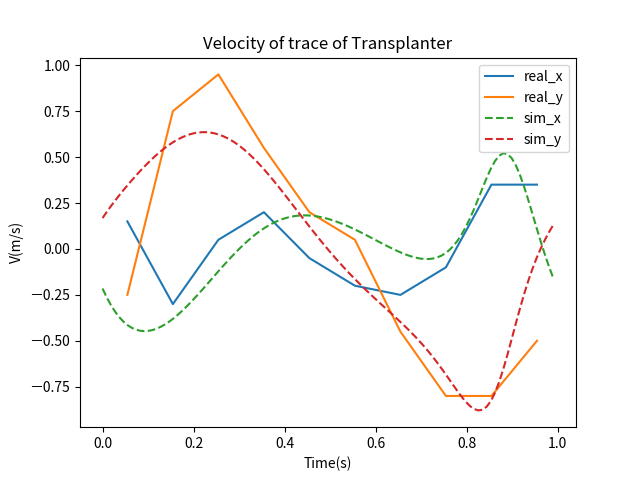 Velocity of trace of Transplanter
V(m/s)
1.00
0.75
0.50
0.25
0.00
−0.25
−0.50
−0.75
real_x
real_y
sim_x
sim_y
0.0 0.2 0.4 0.6 0.8 1.0
Time(s)